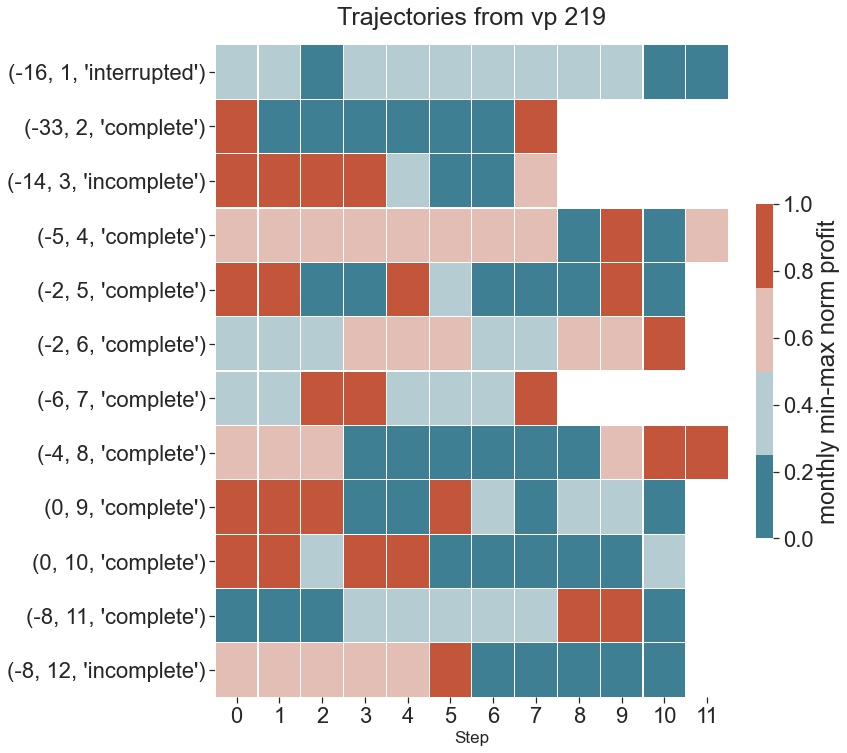 Trajectories from vp 219
(-16, 1, 'interrupted')
(-33, 2, 'complete')
(-14, 3, 'incomplete')
(-5, 4, 'complete')
(-2, 5, 'complete')
(-2, 6, 'complete')
(-6, 7, 'complete')
(-4, 8, 'complete')
(0, 9, 'complete')
(0, 10, 'complete')
(-8, 11, 'complete')
(-8, 12, 'incomplete')
0 1 2 3 4 5 6 7 8 9 10 11
Step
1.0
0.8
0.6
0.4
0.2
0.0
monthly min-max norm profit